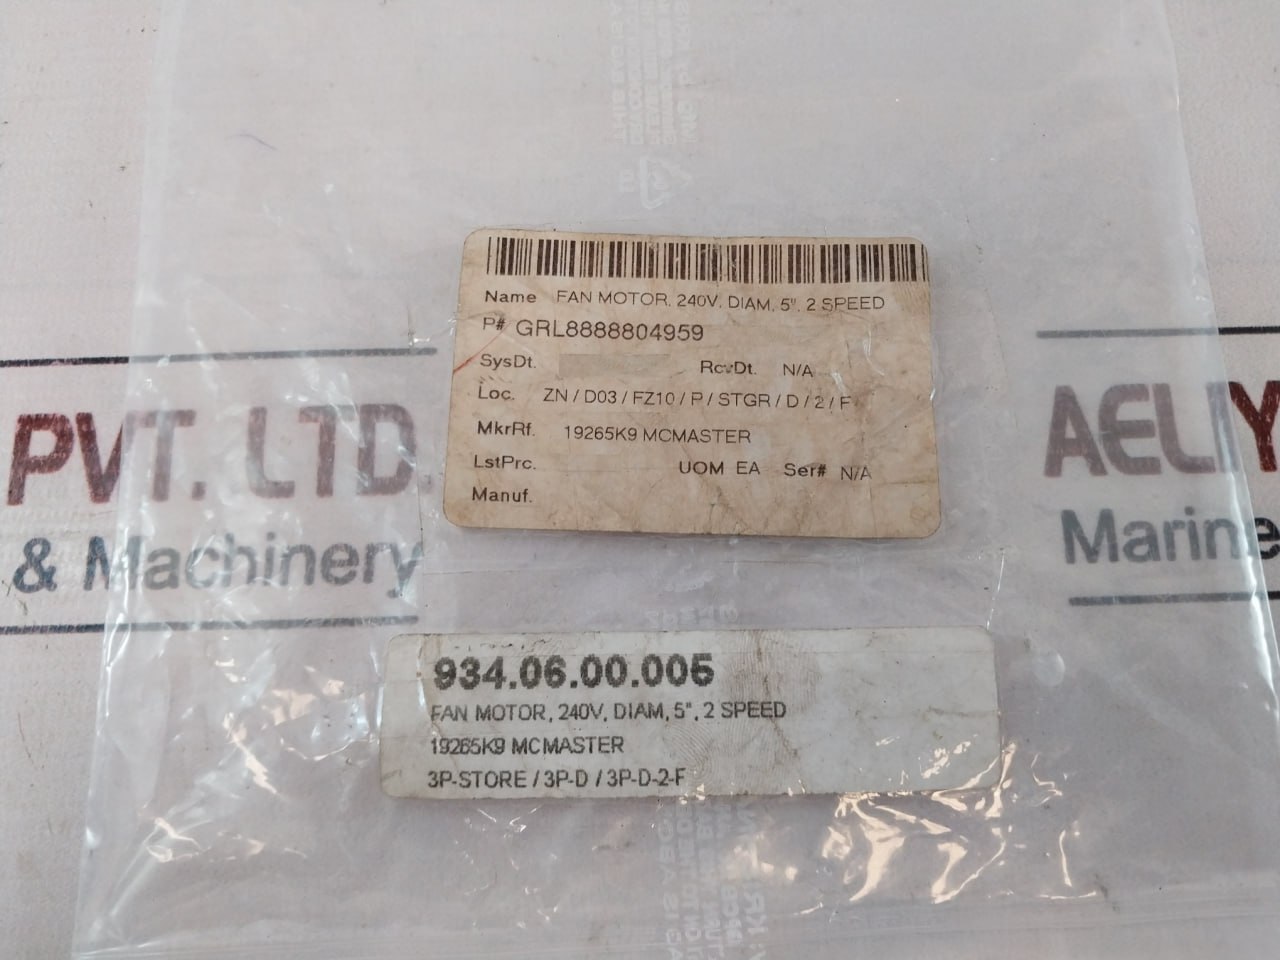 Name FAN MOTOR, 240V, DIAM, 5", 2 SPEED
P# GRL8888804959
SysDt. RcvDt. N/A
Loc. ZN / D03 / FZ10 / P / STGR / D / 2 / F
MkrRf. 19265K9 MCMASTER
LstPrc. UOM EA Ser# N/A
Manuf.
PVT. LTD.
& Machinery
AELIY
Marine
934.06.00.005
FAN MOTOR, 240V, DIAM, 5", 2 SPEED
19265K9 MCMASTER
3P-STORE / 3P-D / 3P-D-2-F